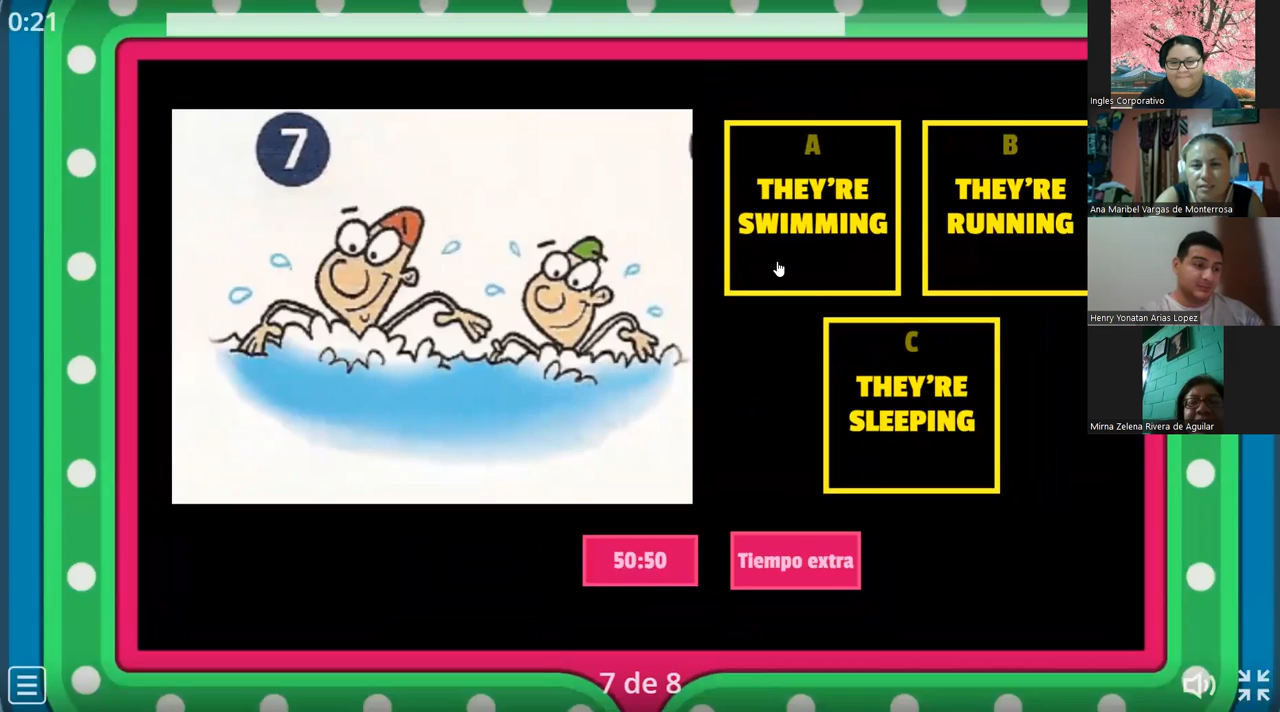 0:21
7
A
THEY'RE
SWIMMING
B
THEY'RE
RUNNING
C
THEY'RE
SLEEPING
50:50
Tiempo extra
7 de 8
Ingles Corporativo
Ana Maribel Vargas de Monterrosa
Henry Yonatan Arias Lopez
Mirna Zelena Rivera de Aguilar